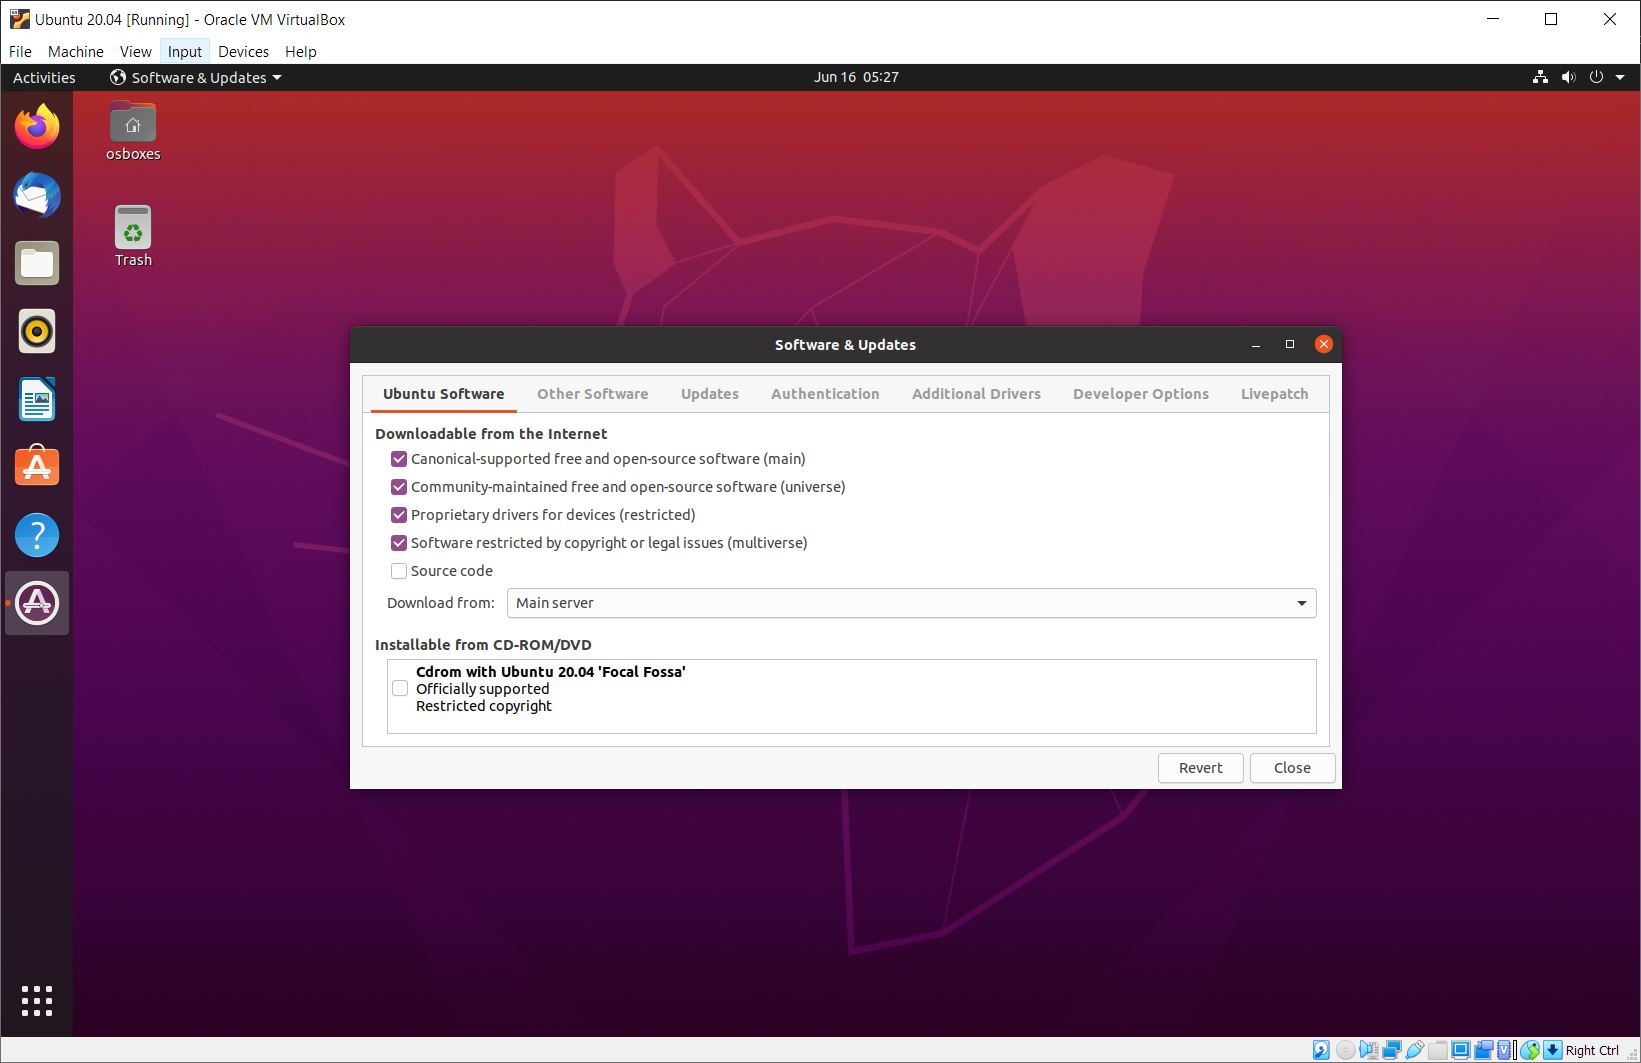 Ubuntu 20.04 [Running] - Oracle VM VirtualBox
File Machine View Input Devices Help
Activities Software & Updates Jun 16 05:27
osboxes
Trash
Software & Updates
Ubuntu Software Other Software Updates Authentication Additional Drivers Developer Options Livepatch
Downloadable from the Internet
Canonical-supported free and open-source software (main)
Community-maintained free and open-source software (universe)
Proprietary drivers for devices (restricted)
Software restricted by copyright or legal issues (multiverse)
Source code
Download from: Main server
Installable from CD-ROM/DVD
Cdrom with Ubuntu 20.04 'Focal Fossa'
Officially supported
Restricted copyright
Revert Close
Right Ctrl